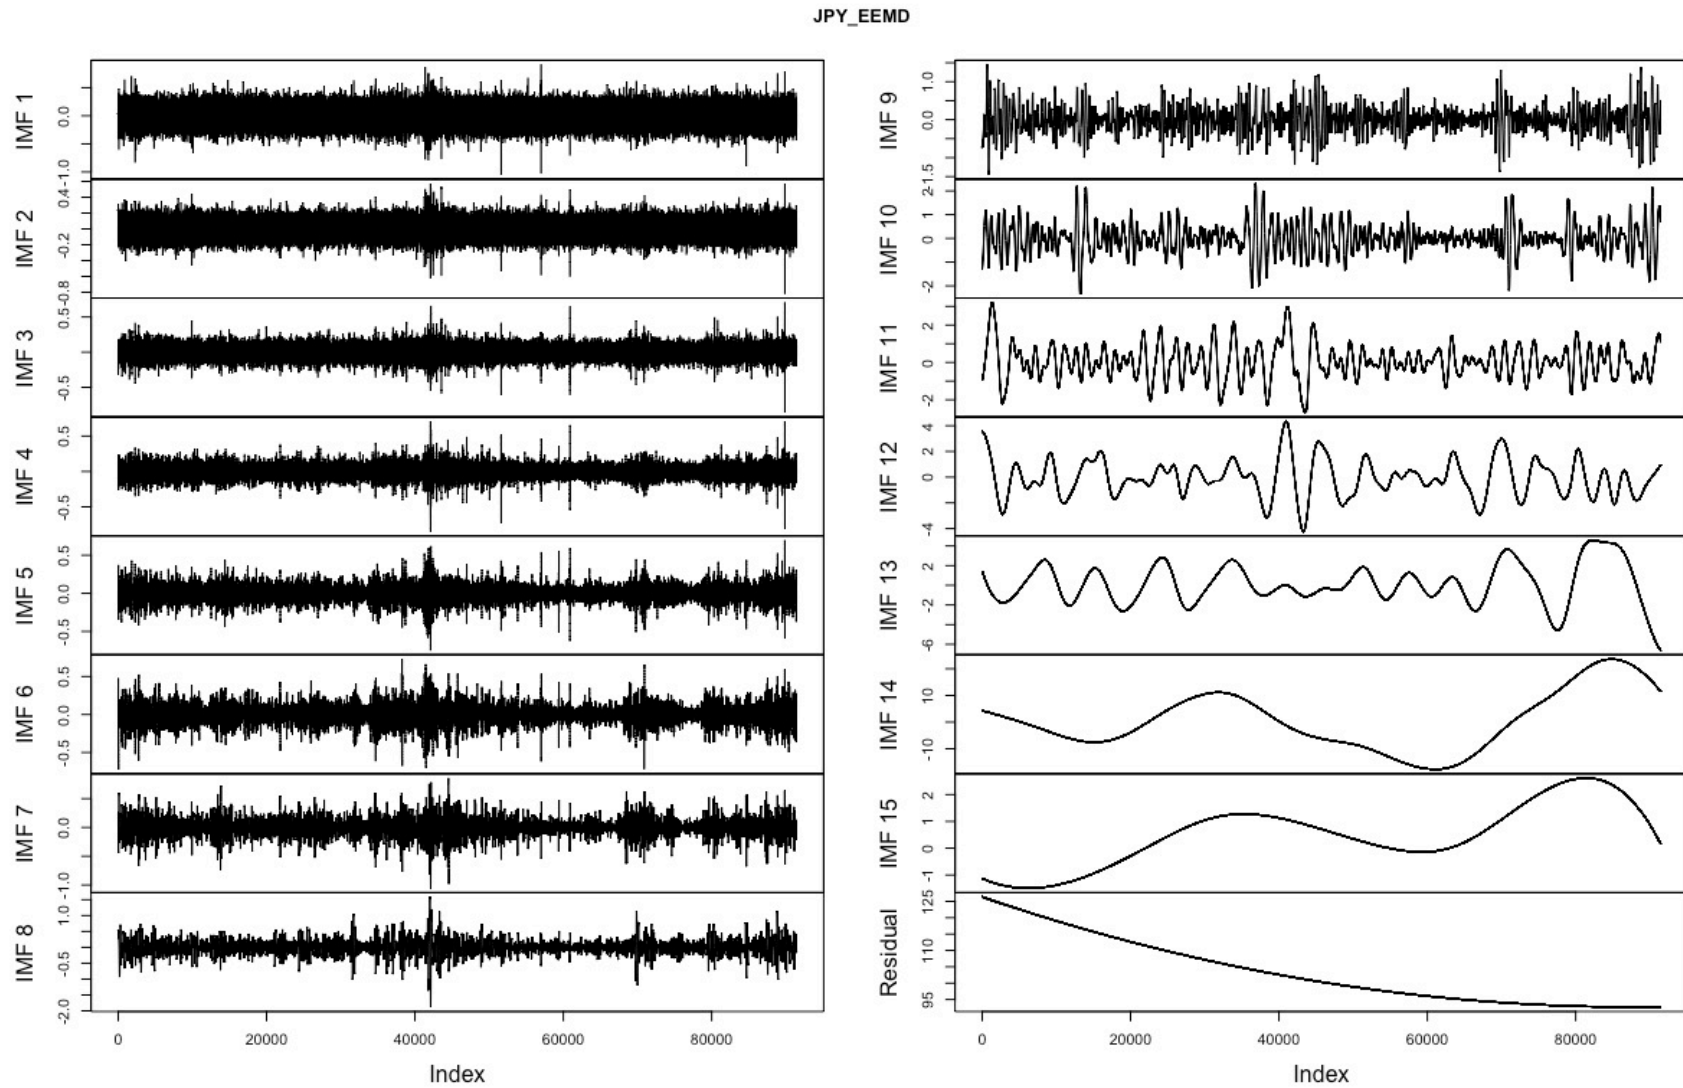 JPY_EEMD
IMF 1
0.0
-1.0
IMF 2
0.4
-0.2
-0.8
IMF 3
0.5
-0.5
IMF 4
0.5
-0.5
IMF 5
0.5
0.0
-0.5
IMF 6
0.5
0.0
-0.5
IMF 7
0.0
-1.0
IMF 8
1.0
-0.5
-2.0
0 20000 40000 60000 80000
Index
IMF 9
1.0
0.0
-1.5
IMF 10
2
1
0
-2
IMF 11
2
0
-2
IMF 12
4
2
0
-4
IMF 13
2
-2
-6
IMF 14
10
-10
IMF 15
2
1
0
-1
Residual
125
110
95
0 20000 40000 60000 80000
Index